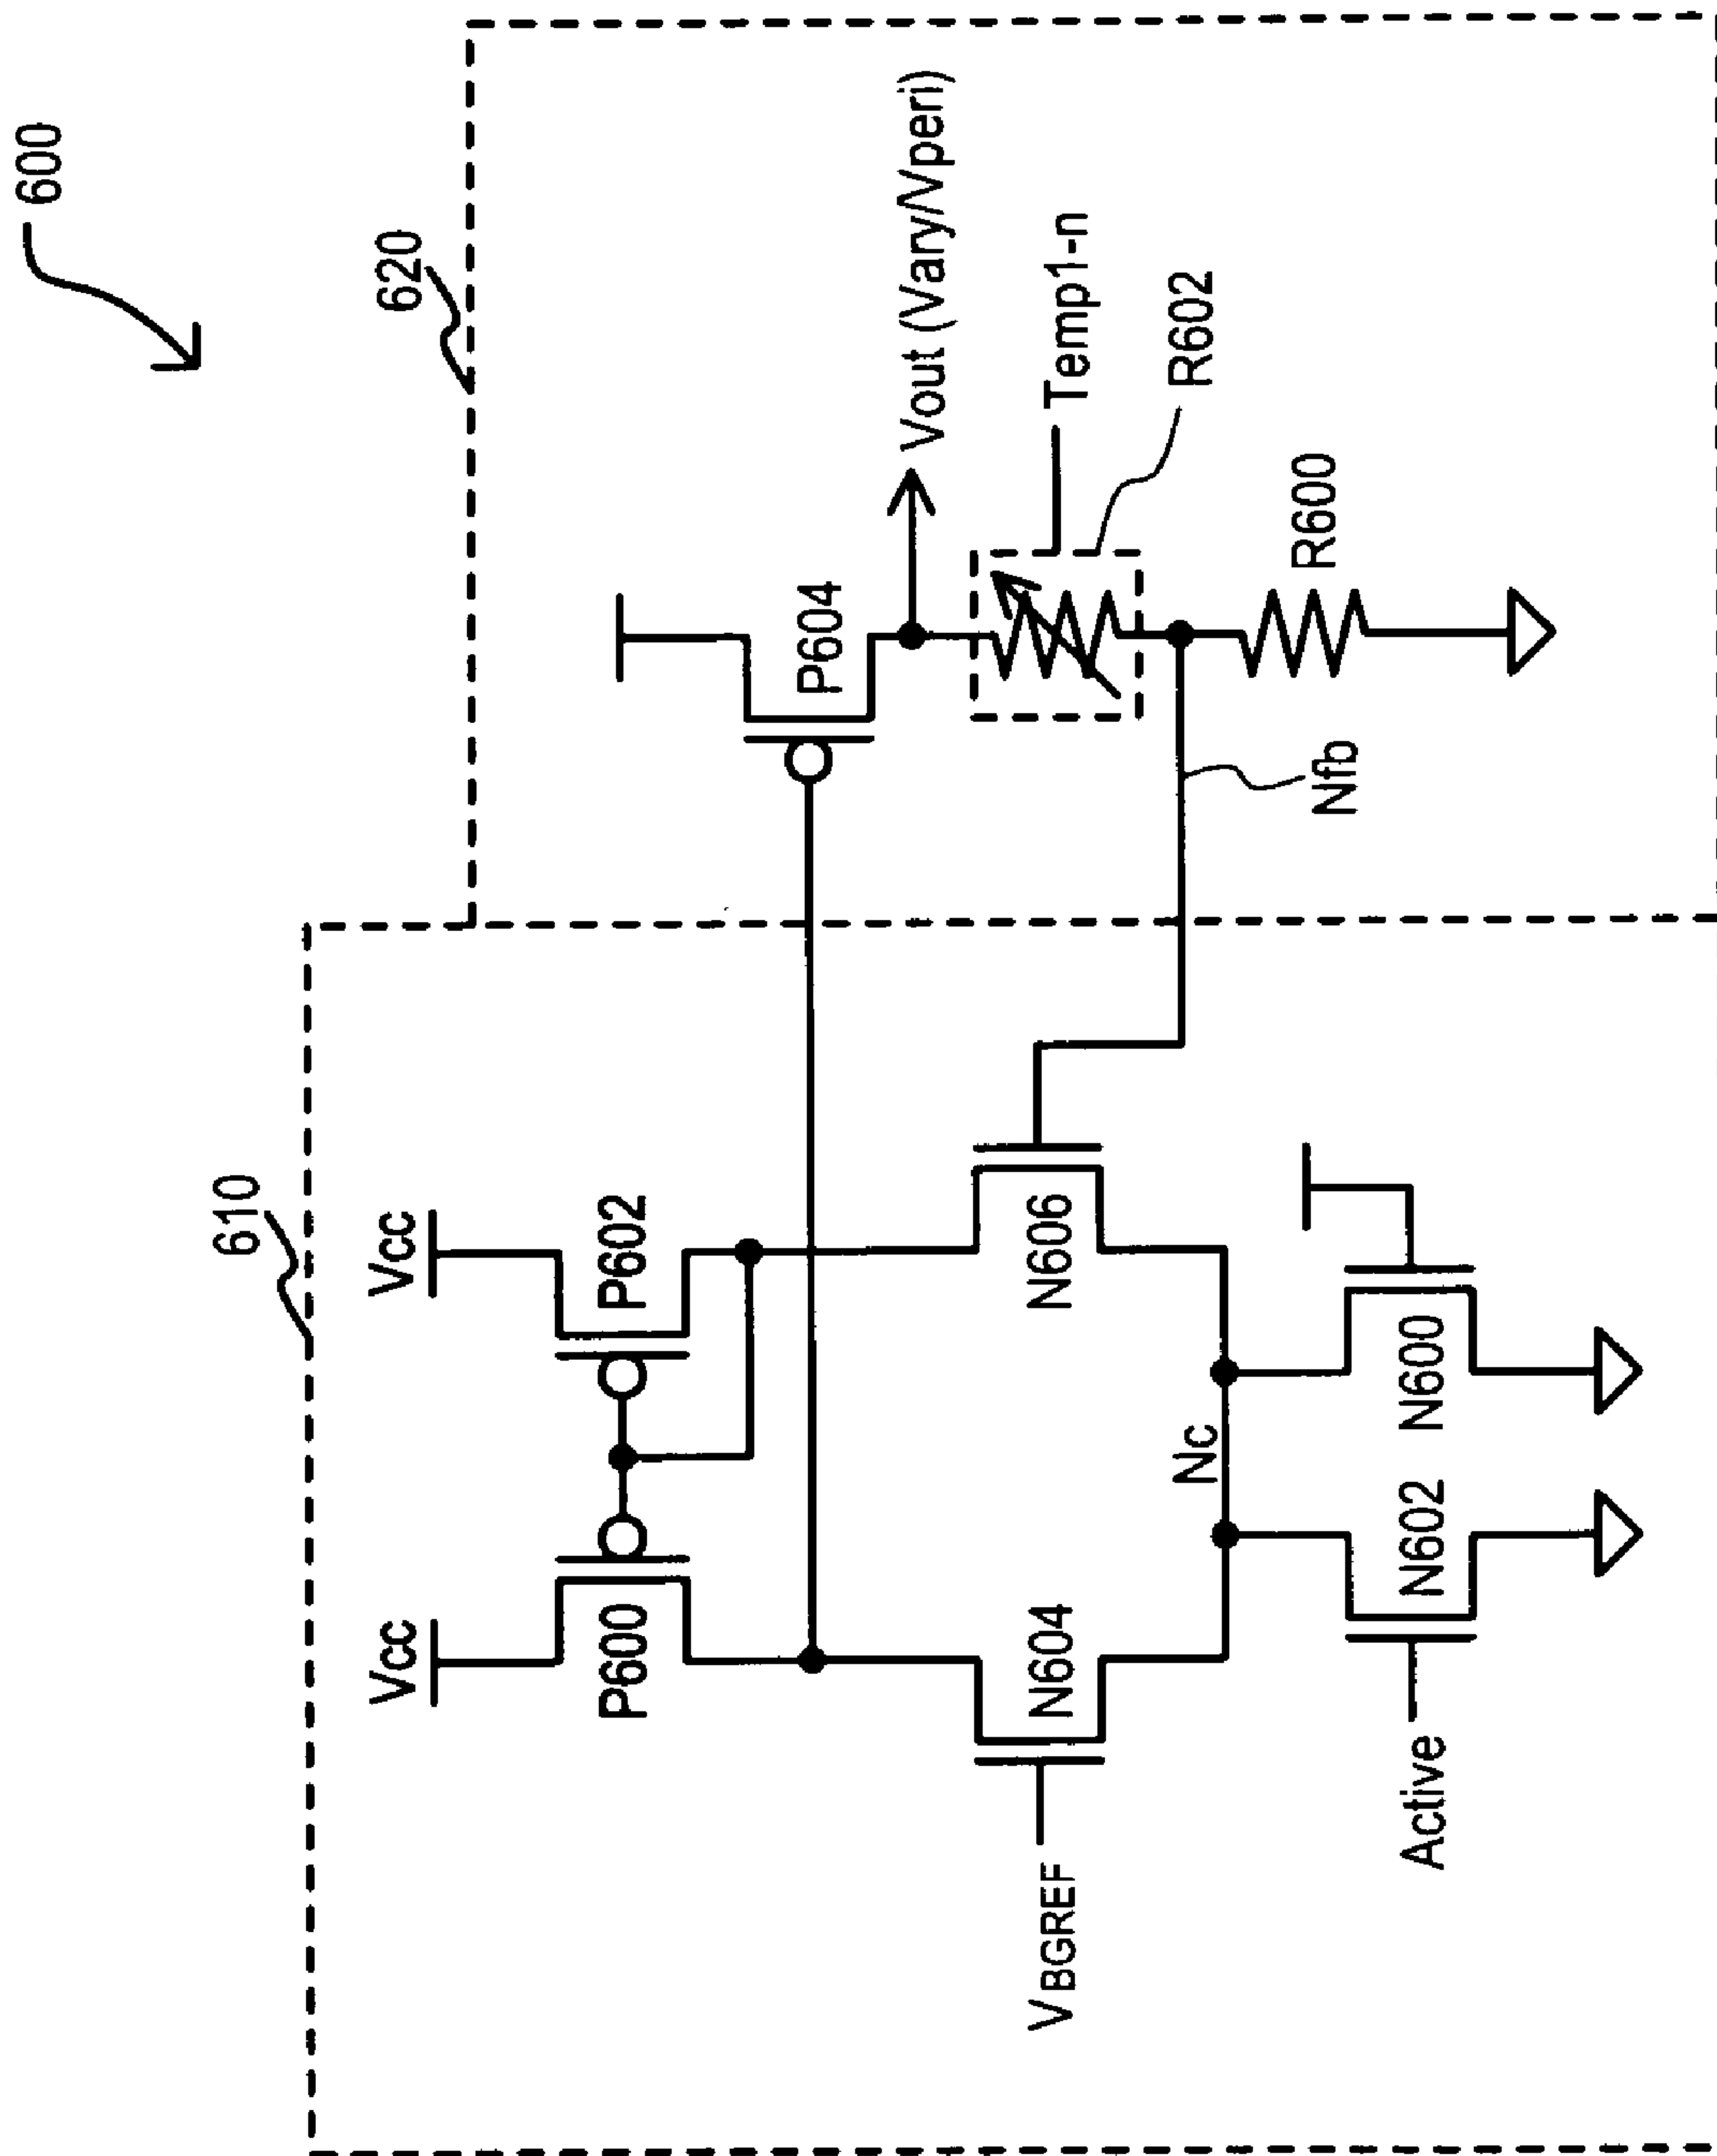 600
610
620
Vcc
Vcc
P600
P602
P604
Vout (Vary/Vperi)
Temp1-n
R602
VBGREF
N604
N606
Nfb
R600
Nc
Active
N602
N600